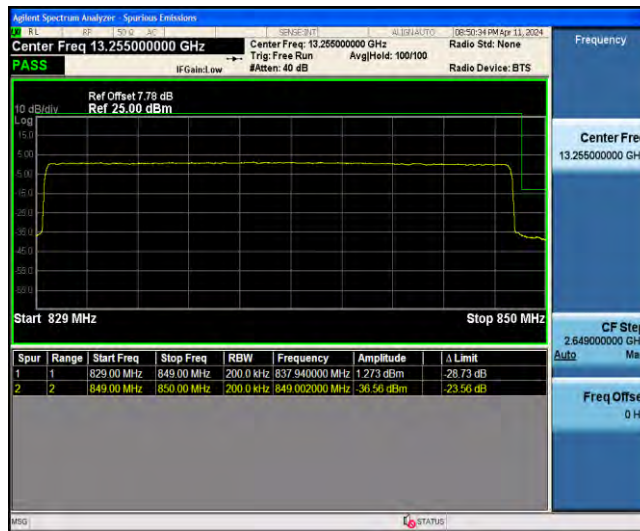 Agilent Spectrum Analyzer - Spurious Emissions
RL RF 50 Ω AC SENSE:INT ALIGNAUTO 08:50:34 PM Apr 11, 2024
Center Freq 13.255000000 GHz
Center Freq: 13.255000000 GHz
Radio Std: None
Frequency
PASS
Trig: Free Run Avg|Hold: 100/100
IFGain:Low
#Atten: 40 dB
Radio Device: BTS
Ref Offset 7.78 dB
10 dB/div Ref 25.00 dBm
Log
15.0
5.00
-5.00
-15.0
-25.0
-35.0
-45.0
-55.0
-65.0
Start 829 MHz Stop 850 MHz
Center Fre
13.255000000 GH
CF Step
2.649000000 GH
Auto Ma
Freq Offse
0 H
Spur Range Start Freq Stop Freq RBW Frequency Amplitude Δ Limit
1 1 829.00 MHz 849.00 MHz 200.0 kHz 837.940000 MHz 1.273 dBm -28.73 dB
2 2 849.00 MHz 850.00 MHz 200.0 kHz 849.002000 MHz -36.56 dBm -23.56 dB
MSG STATUS